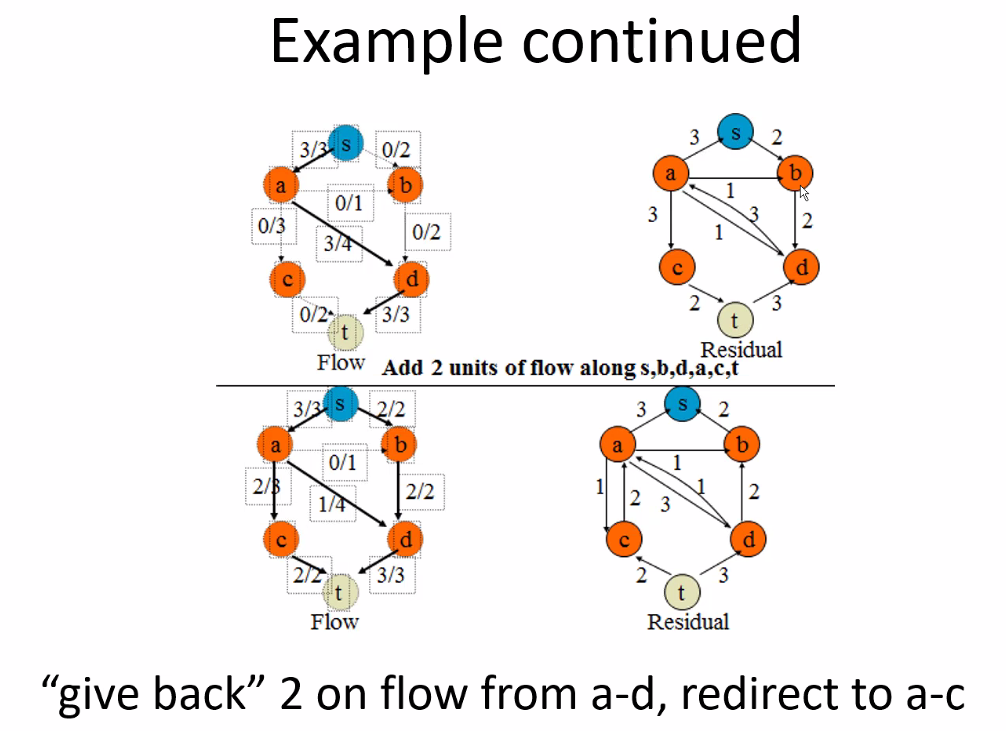 Example continued
s
3/3
0/2
a
b
0/1
0/3
3/4
0/2
c
d
0/2
3/3
t
Flow
s
3
2
a
b
1
3
3
1
2
c
d
2
3
t
Residual
Add 2 units of flow along s,b,d,a,c,t
s
3/3
2/2
a
b
0/1
2/3
1/4
2/2
c
d
2/2
3/3
t
Flow
s
3
2
a
b
1
1
2
1
3
2
c
d
2
3
t
Residual
“give back” 2 on flow from a-d, redirect to a-c